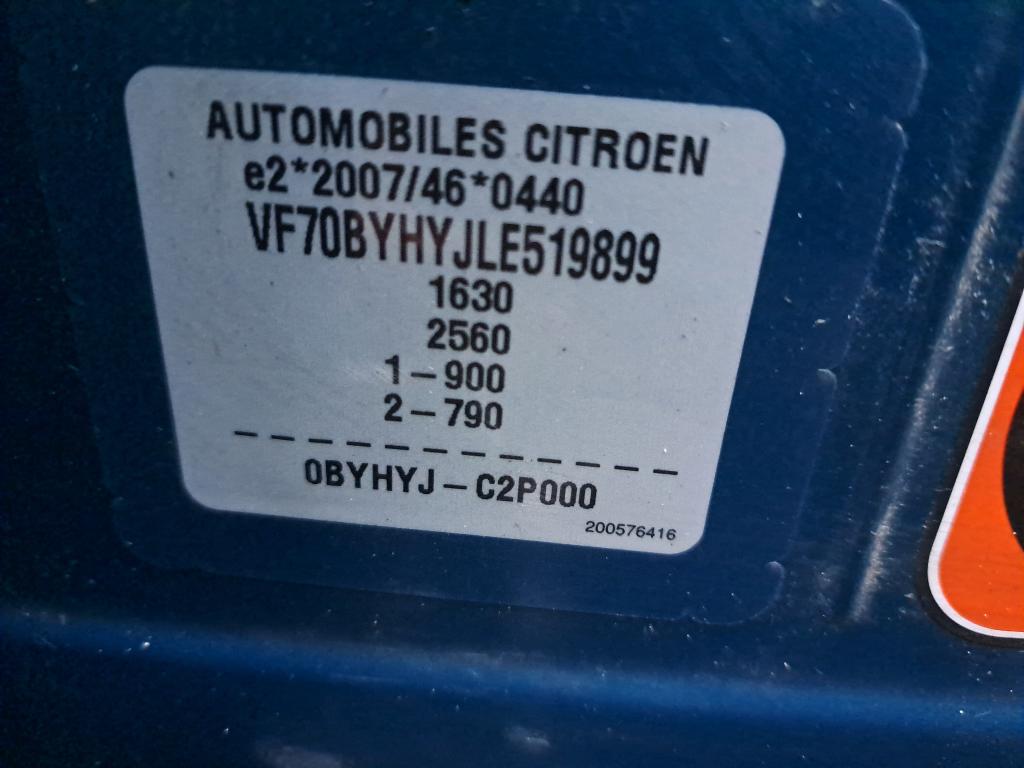 AUTOMOBILES CITROEN
e2*2007/46*0440
VF70BYHYJLE519899
1630
2560
1-900
2-790
0BYHYJ-C2P000
200576416